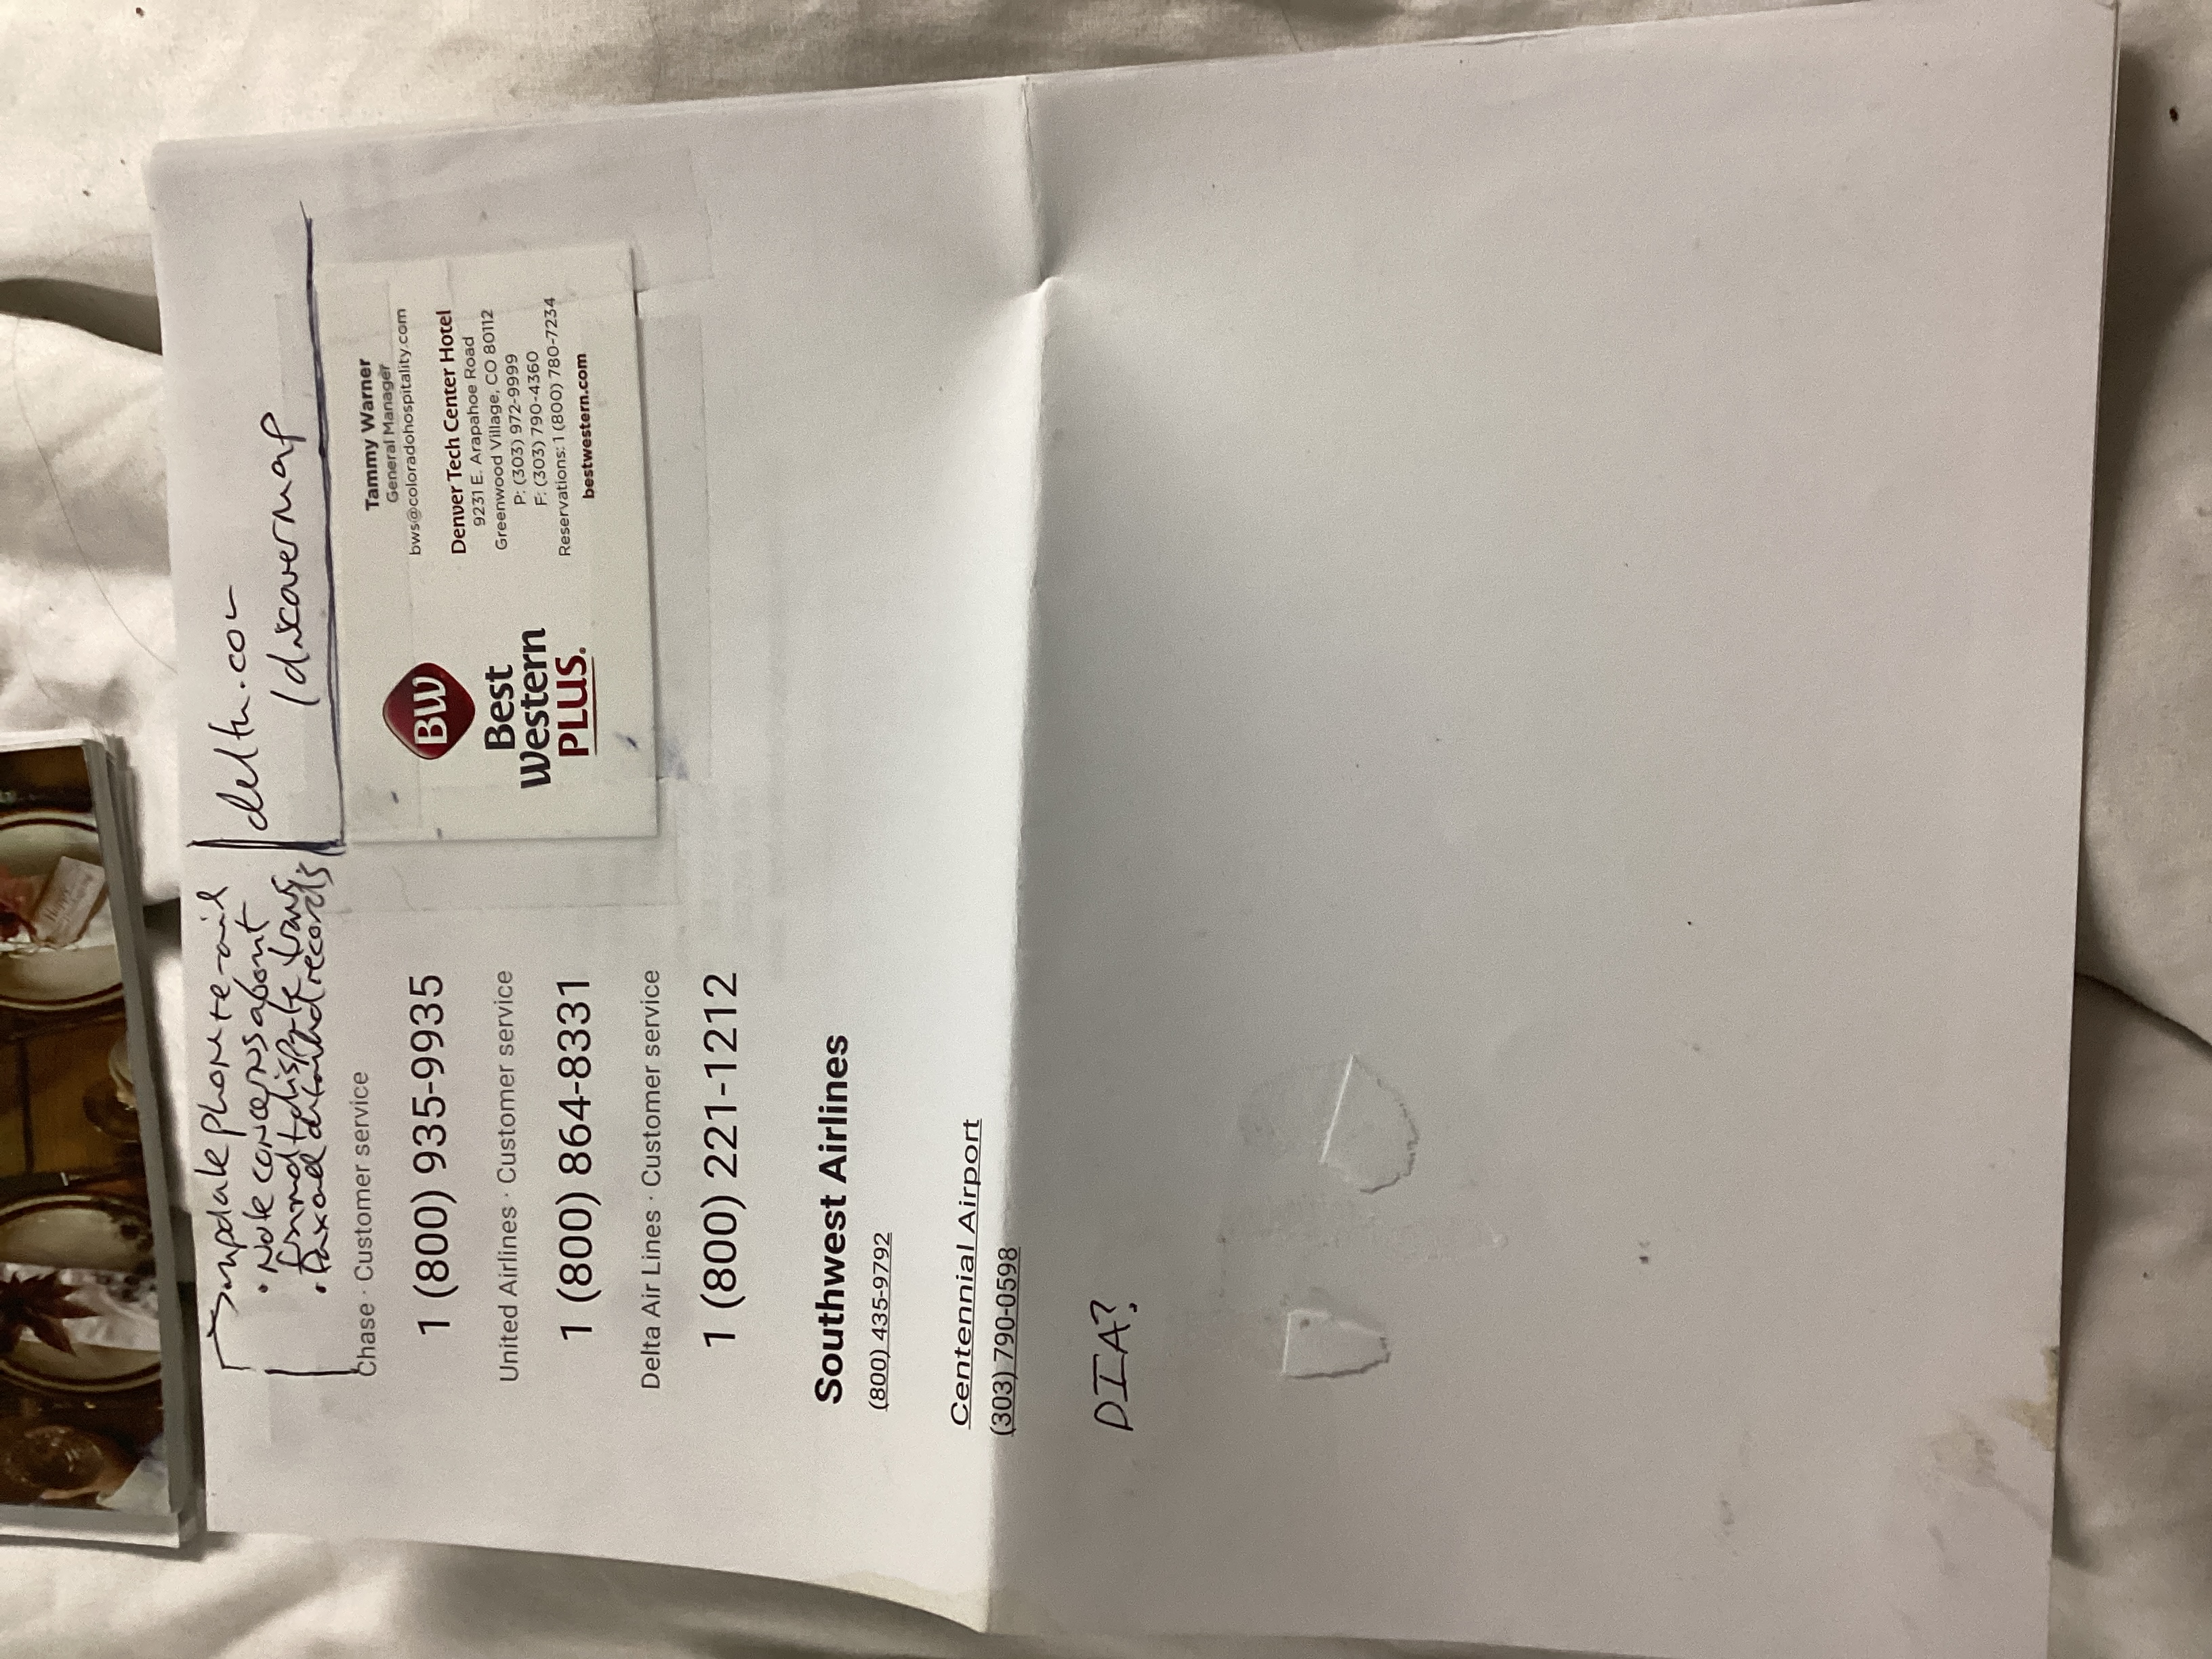 update phone + e-mail
• Note concerns about
fraud + dispute trans.
• Fax all detailed records
delta.com
/discovermap
Chase · Customer service
1 (800) 935-9935
United Airlines · Customer service
1 (800) 864-8331
Delta Air Lines · Customer service
1 (800) 221-1212
Southwest Airlines
(800) 435-9792
Centennial Airport
(303) 790-0598
DIA?
BW
Best
Western
PLUS.
Tammy Warner
General Manager
bws@coloradohospitality.com
Denver Tech Center Hotel
9231 E. Arapahoe Road
Greenwood Village, CO 80112
P: (303) 972-9999
F: (303) 790-4360
Reservations: 1 (800) 780-7234
bestwestern.com